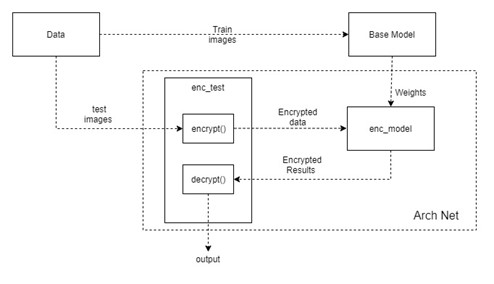 Data
Train
images
Base Model
enc_test
test
images
Weights
encrypt()
Encrypted
data
enc_model
decrypt()
Encrypted
Results
Arch Net
output